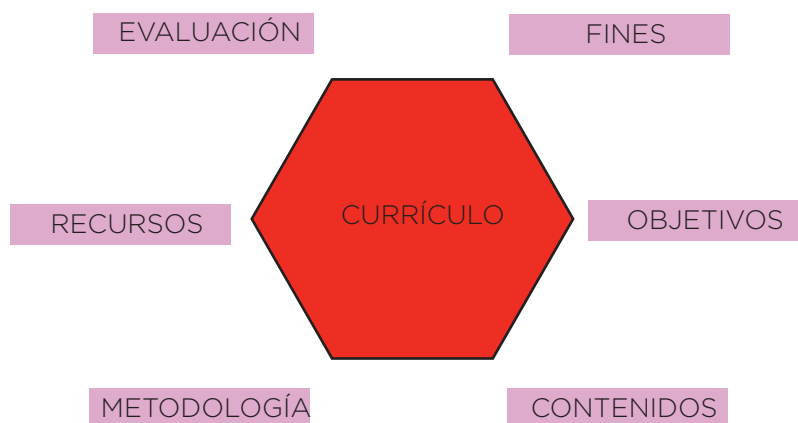 EVALUACIÓN
FINES
RECURSOS
CURRÍCULO
OBJETIVOS
METODOLOGÍA
CONTENIDOS